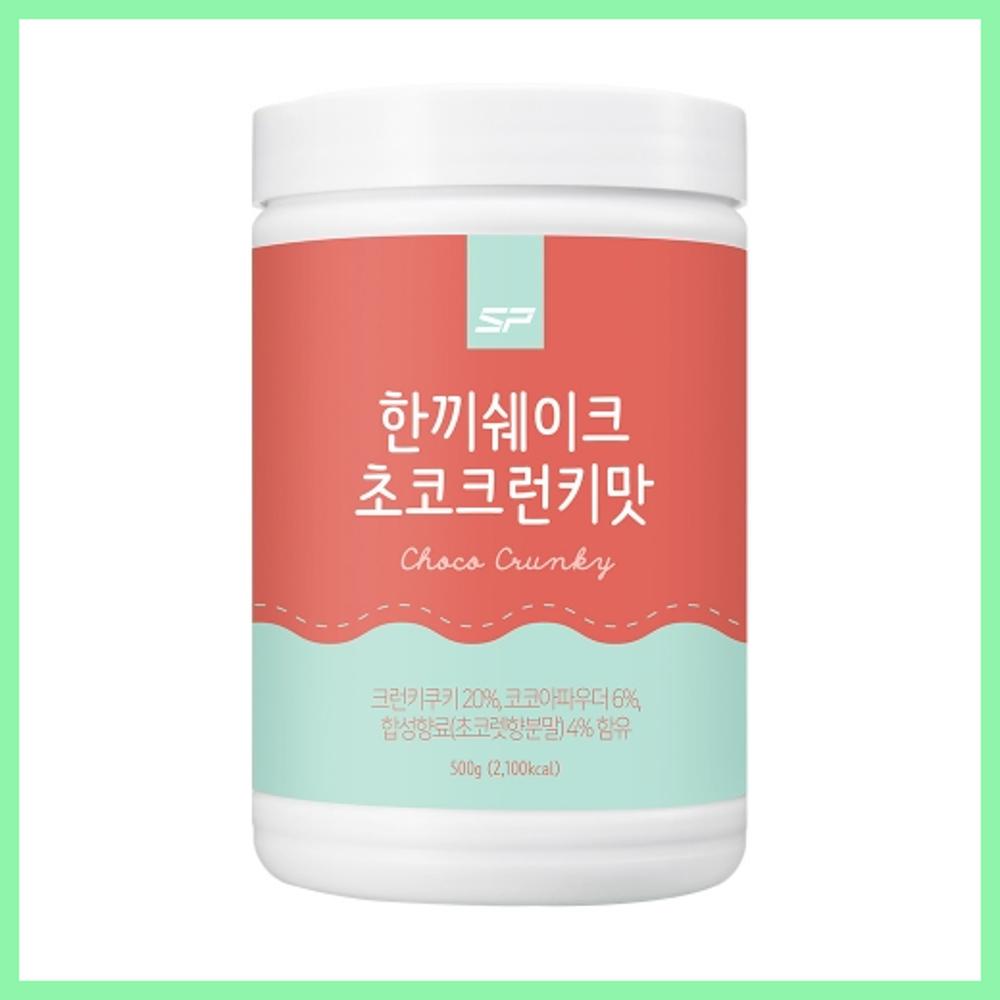 SP
한끼쉐이크
초코크런키맛
Choco Crunky
크런키쿠키 20%, 코코아파우더 6%,
합성향료(초코렛향분말) 4% 함유
500g (2,100kcal)